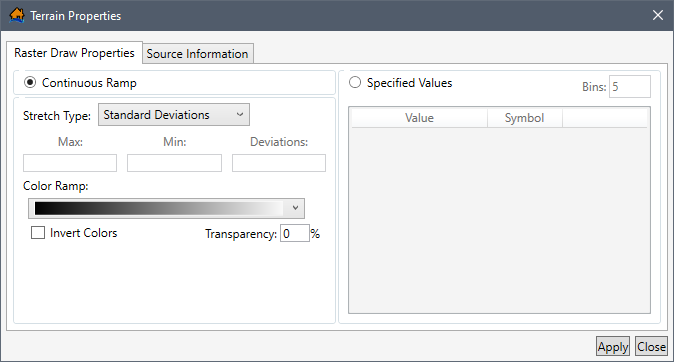 Terrain Properties
Raster Draw Properties
Source Information
Continuous Ramp
Stretch Type: Standard Deviations
Max: Min: Deviations:
Color Ramp:
Invert Colors
Transparency: 0 %
Specified Values
Bins: 5
Value Symbol
Apply Close